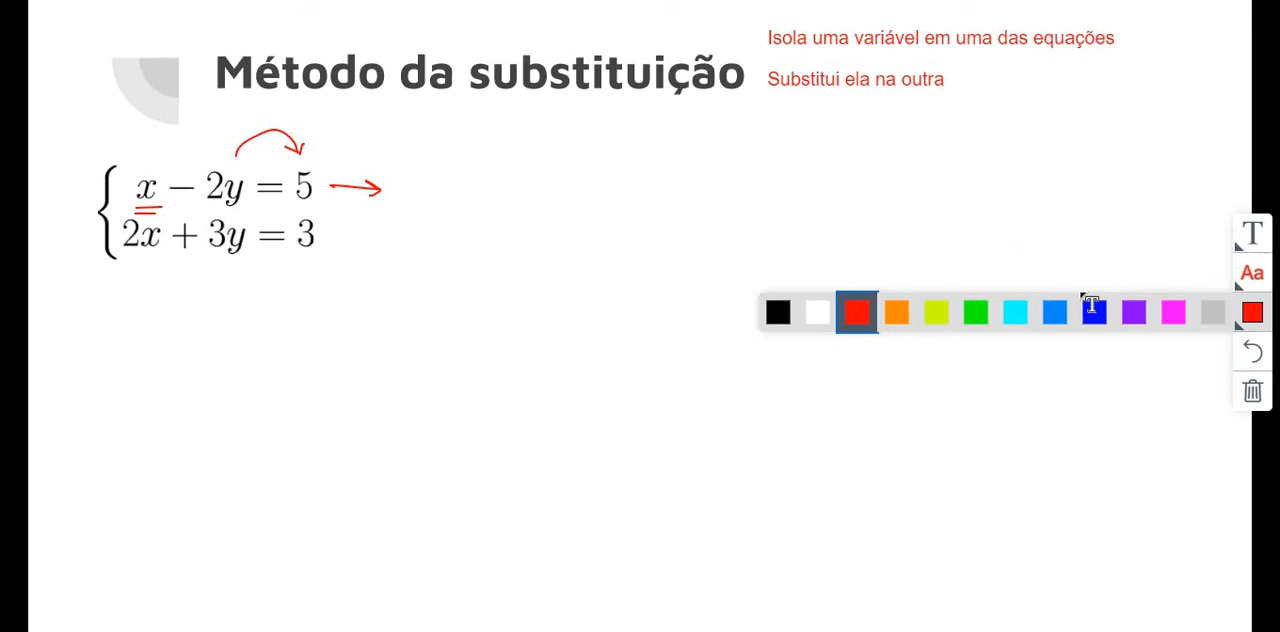 Isola uma variável em uma das equações
Método da substituição
Substitui ela na outra
x − 2y = 5
2x + 3y = 3
T
Aa
T